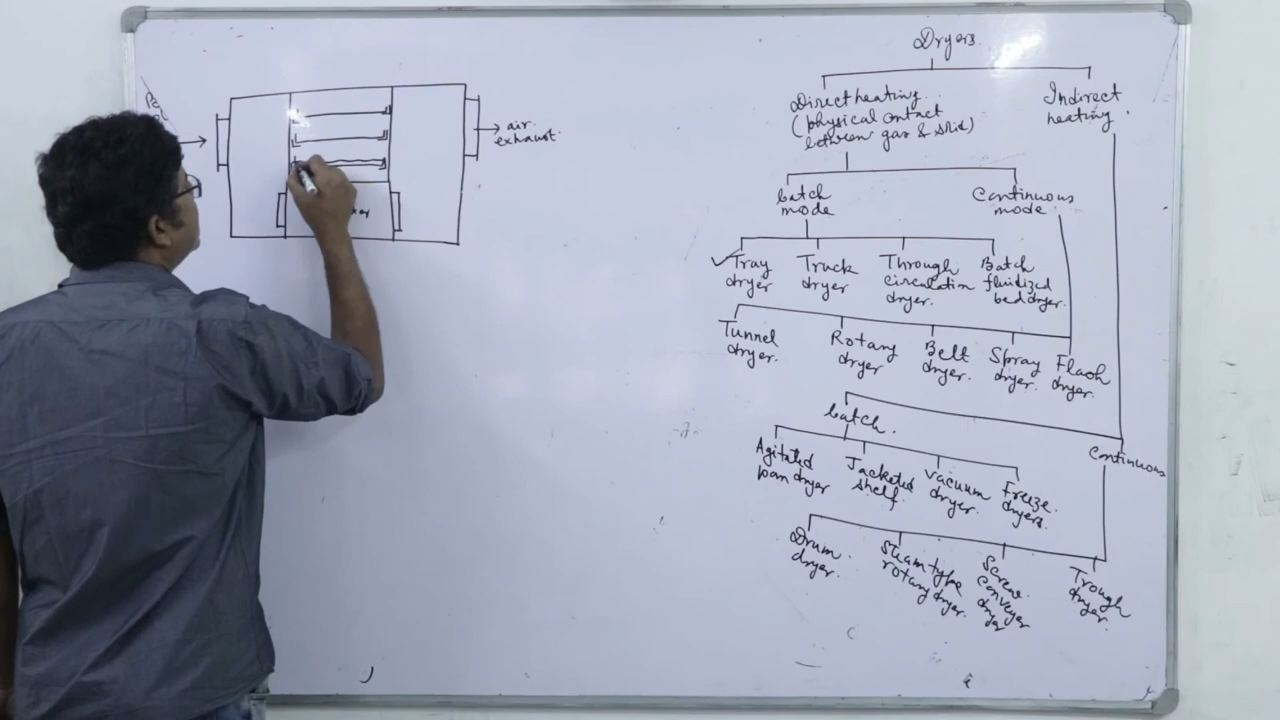 air
exhaust.
Dryers.
Direct heating.
(physical contact
between gas & solid)
Indirect
heating.
batch
mode
Continuous
mode.
Tray
dryer
Truck
dryer
Through
circulation
dryer.
Batch
fluidized
bed dryer.
Tunnel
dryer.
Rotary
dryer
Belt
dryer.
Spray
dryer.
Flash
dryer.
batch.
Continuous
Agitated
pan dryer
Jacketed
shelf.
Vacuum
dryer.
Freeze.
dryers.
Drum.
dryer.
Steam type
rotary dryer.
Screw.
conveyor
dryer
Trough
dryer.